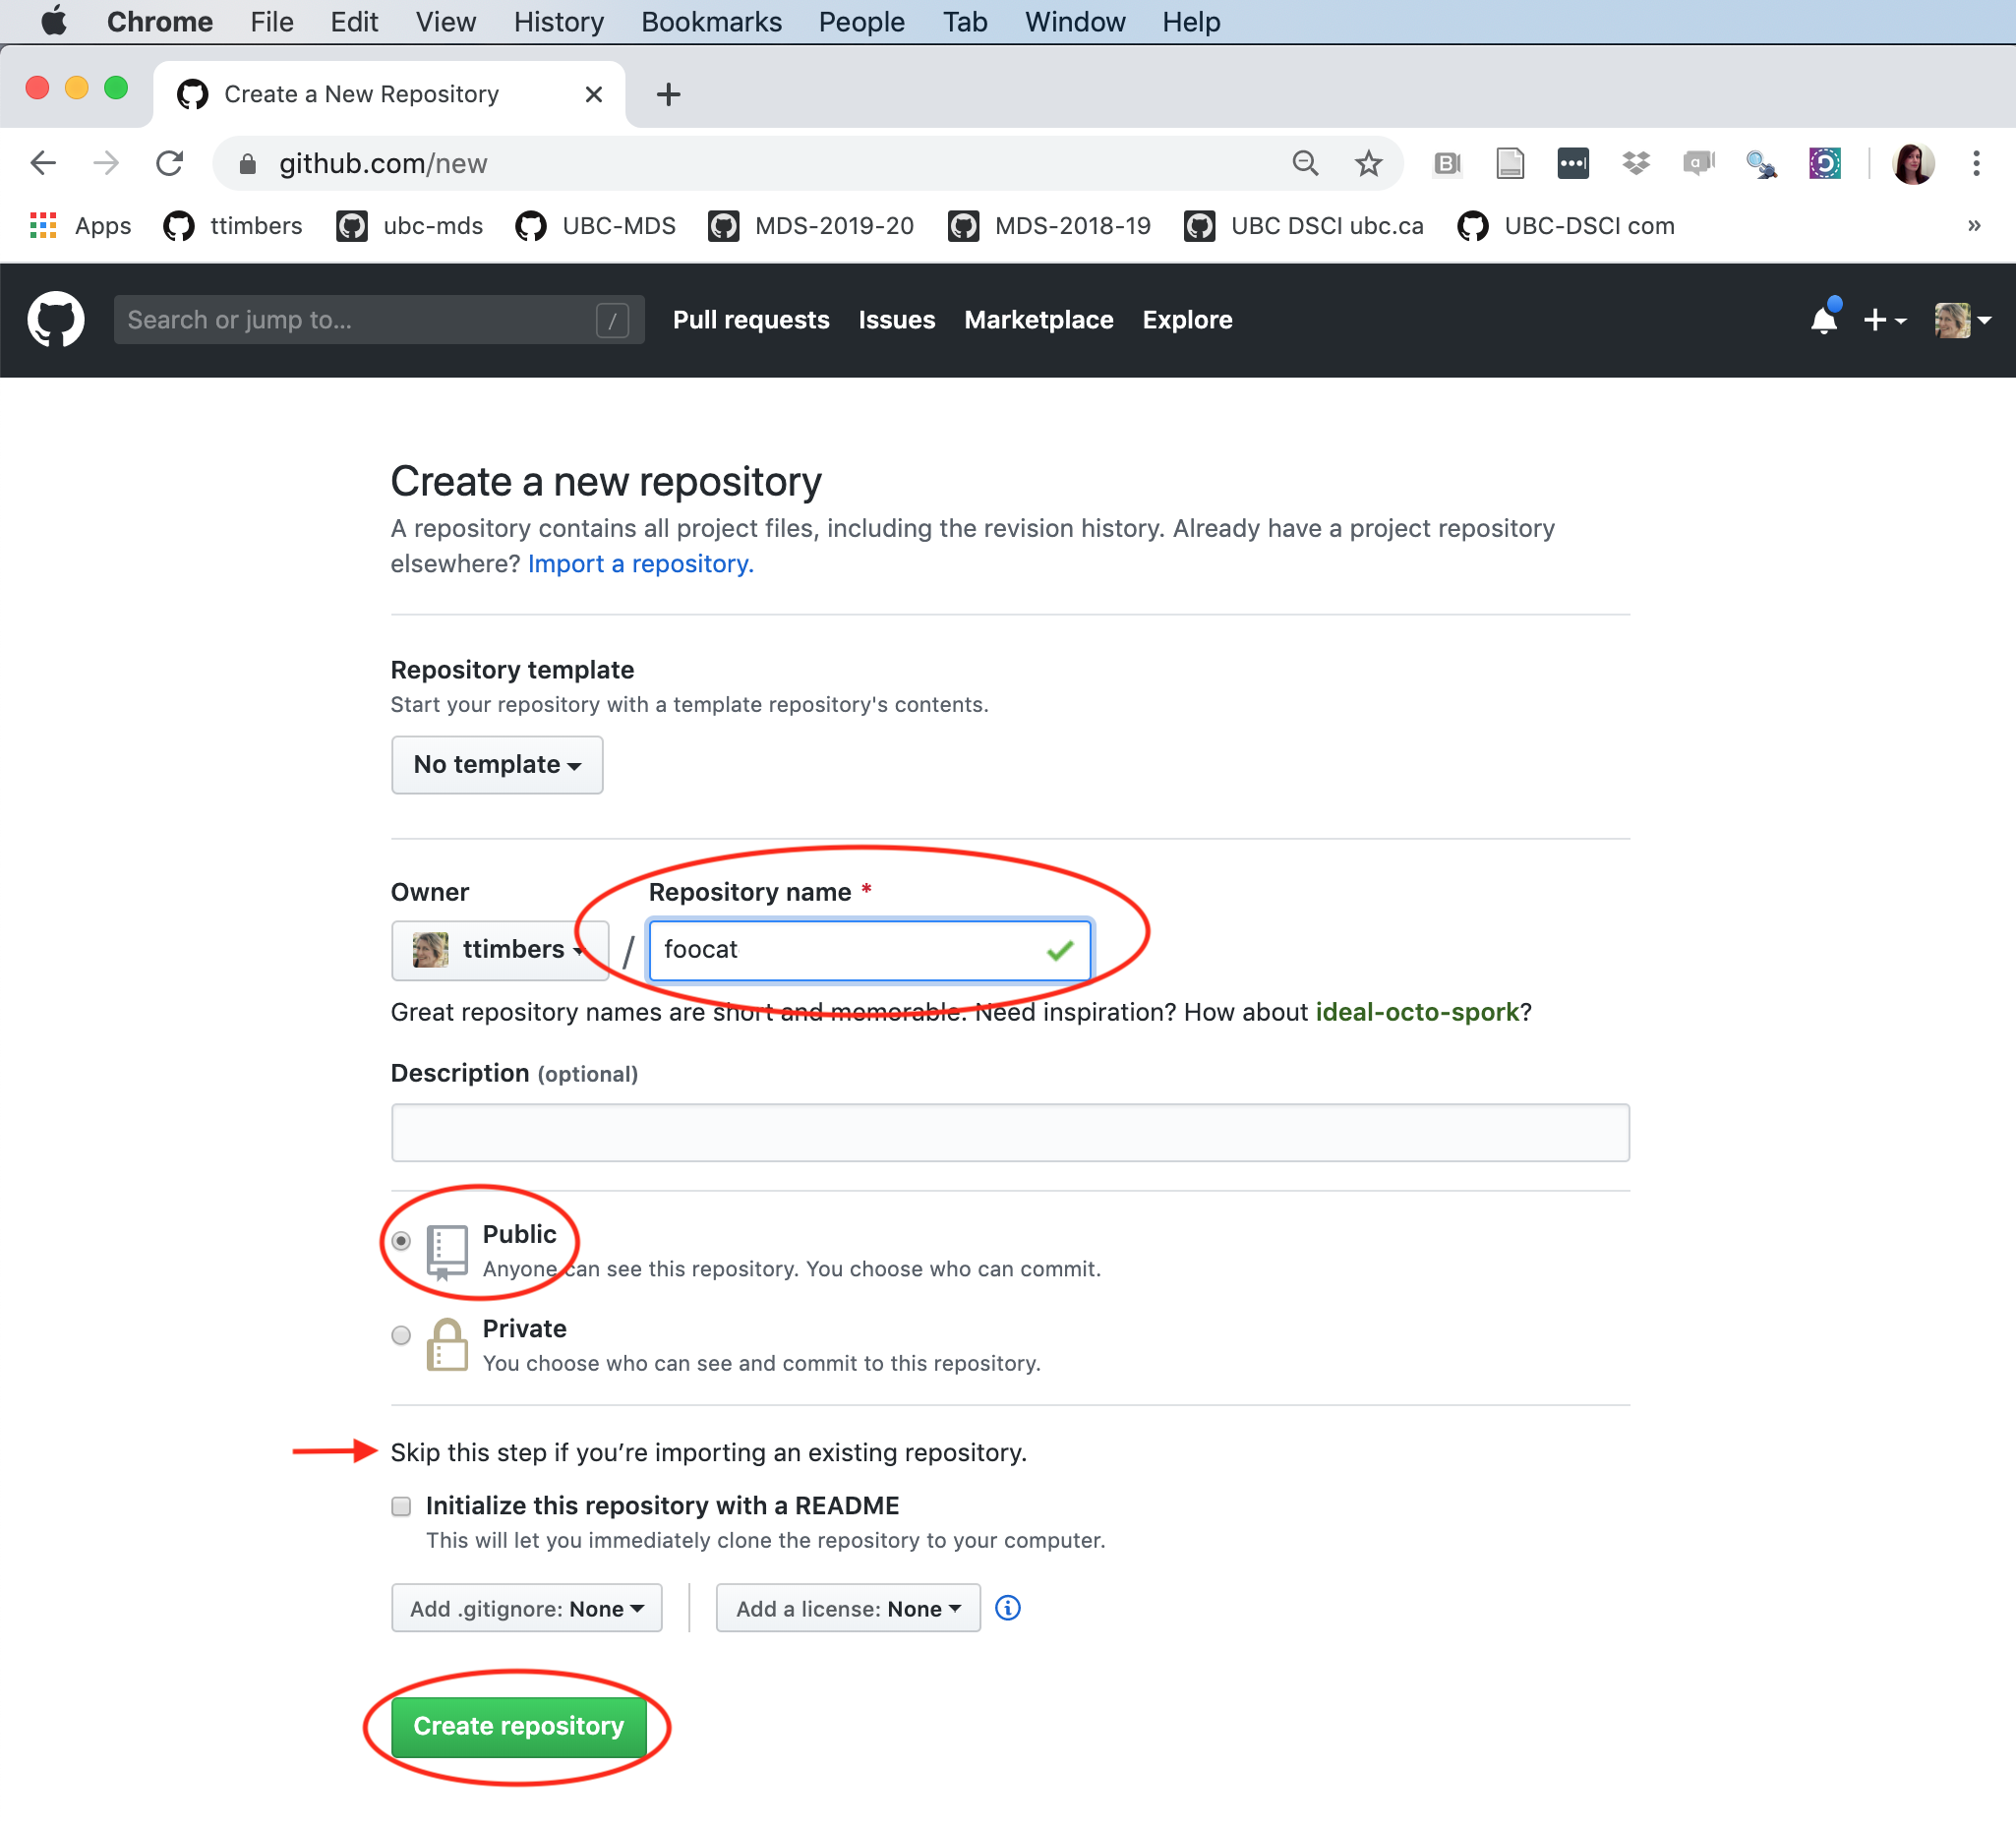 Chrome File Edit View History Bookmarks People Tab Window Help
Create a New Repository
github.com/new
Apps ttimbers ubc-mds UBC-MDS MDS-2019-20 MDS-2018-19 UBC DSCI ubc.ca UBC-DSCI com »
Search or jump to... / Pull requests Issues Marketplace Explore
Create a new repository
A repository contains all project files, including the revision history. Already have a project repository
elsewhere? Import a repository.
Repository template
Start your repository with a template repository's contents.
No template
Owner Repository name *
ttimbers / foocat
Great repository names are short and memorable. Need inspiration? How about ideal-octo-spork?
Description (optional)
Public
Anyone can see this repository. You choose who can commit.
Private
You choose who can see and commit to this repository.
Skip this step if you’re importing an existing repository.
Initialize this repository with a README
This will let you immediately clone the repository to your computer.
Add .gitignore: None Add a license: None
Create repository